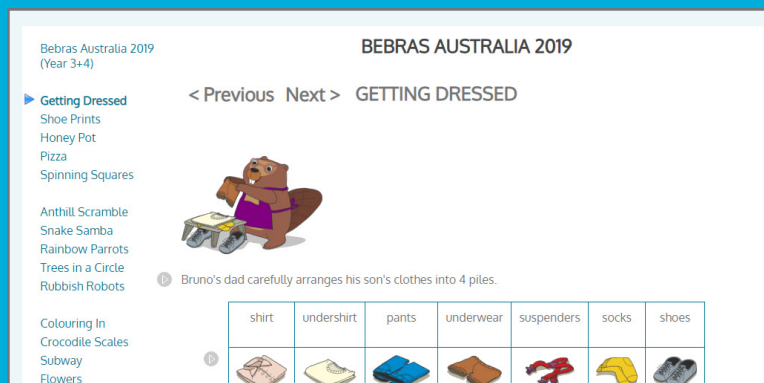 Bebras Australia 2019
(Year 3+4)
Getting Dressed
Shoe Prints
Honey Pot
Pizza
Spinning Squares
Anthill Scramble
Snake Samba
Rainbow Parrots
Trees in a Circle
Rubbish Robots
Colouring In
Crocodile Scales
Subway
Flowers
BEBRAS AUSTRALIA 2019
< Previous Next > GETTING DRESSED
Bruno's dad carefully arranges his son's clothes into 4 piles.
shirt undershirt pants underwear suspenders socks shoes